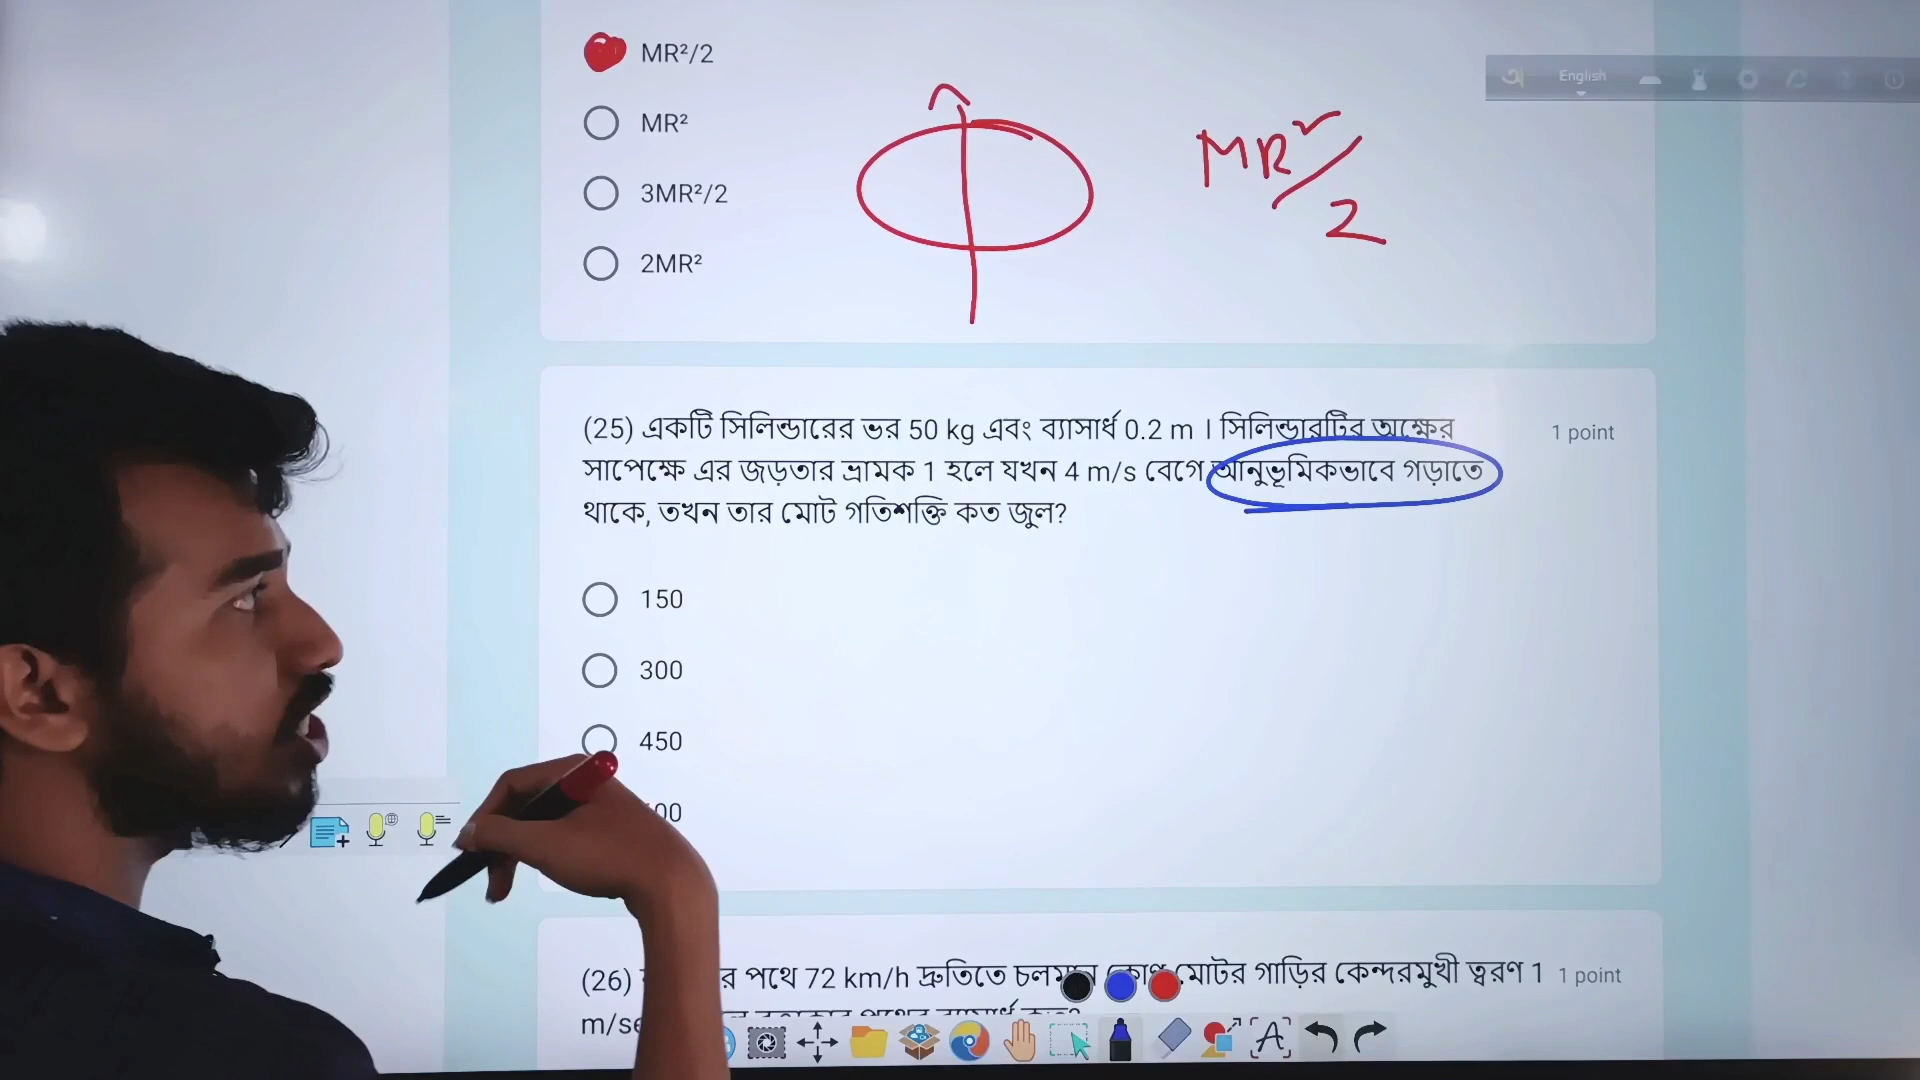 MR²/2
MR²
3MR²/2
2MR²
MR²/2
English
(25) একটি সিলিন্ডারের ভর 50 kg এবং ব্যাসার্ধ 0.2 m । সিলিন্ডারটির অক্ষের
সাপেক্ষে এর জড়তার ভ্রামক 1 হলে যখন 4 m/s বেগে আনুভূমিকভাবে গড়াতে
থাকে, তখন তার মোট গতিশক্তি কত জুল?
1 point
150
300
450
(26) পথে 72 km/h দ্রুতিতে চলমান কোণ মোটর গাড়ির কেন্দরমুখী ত্বরণ 1
1 point